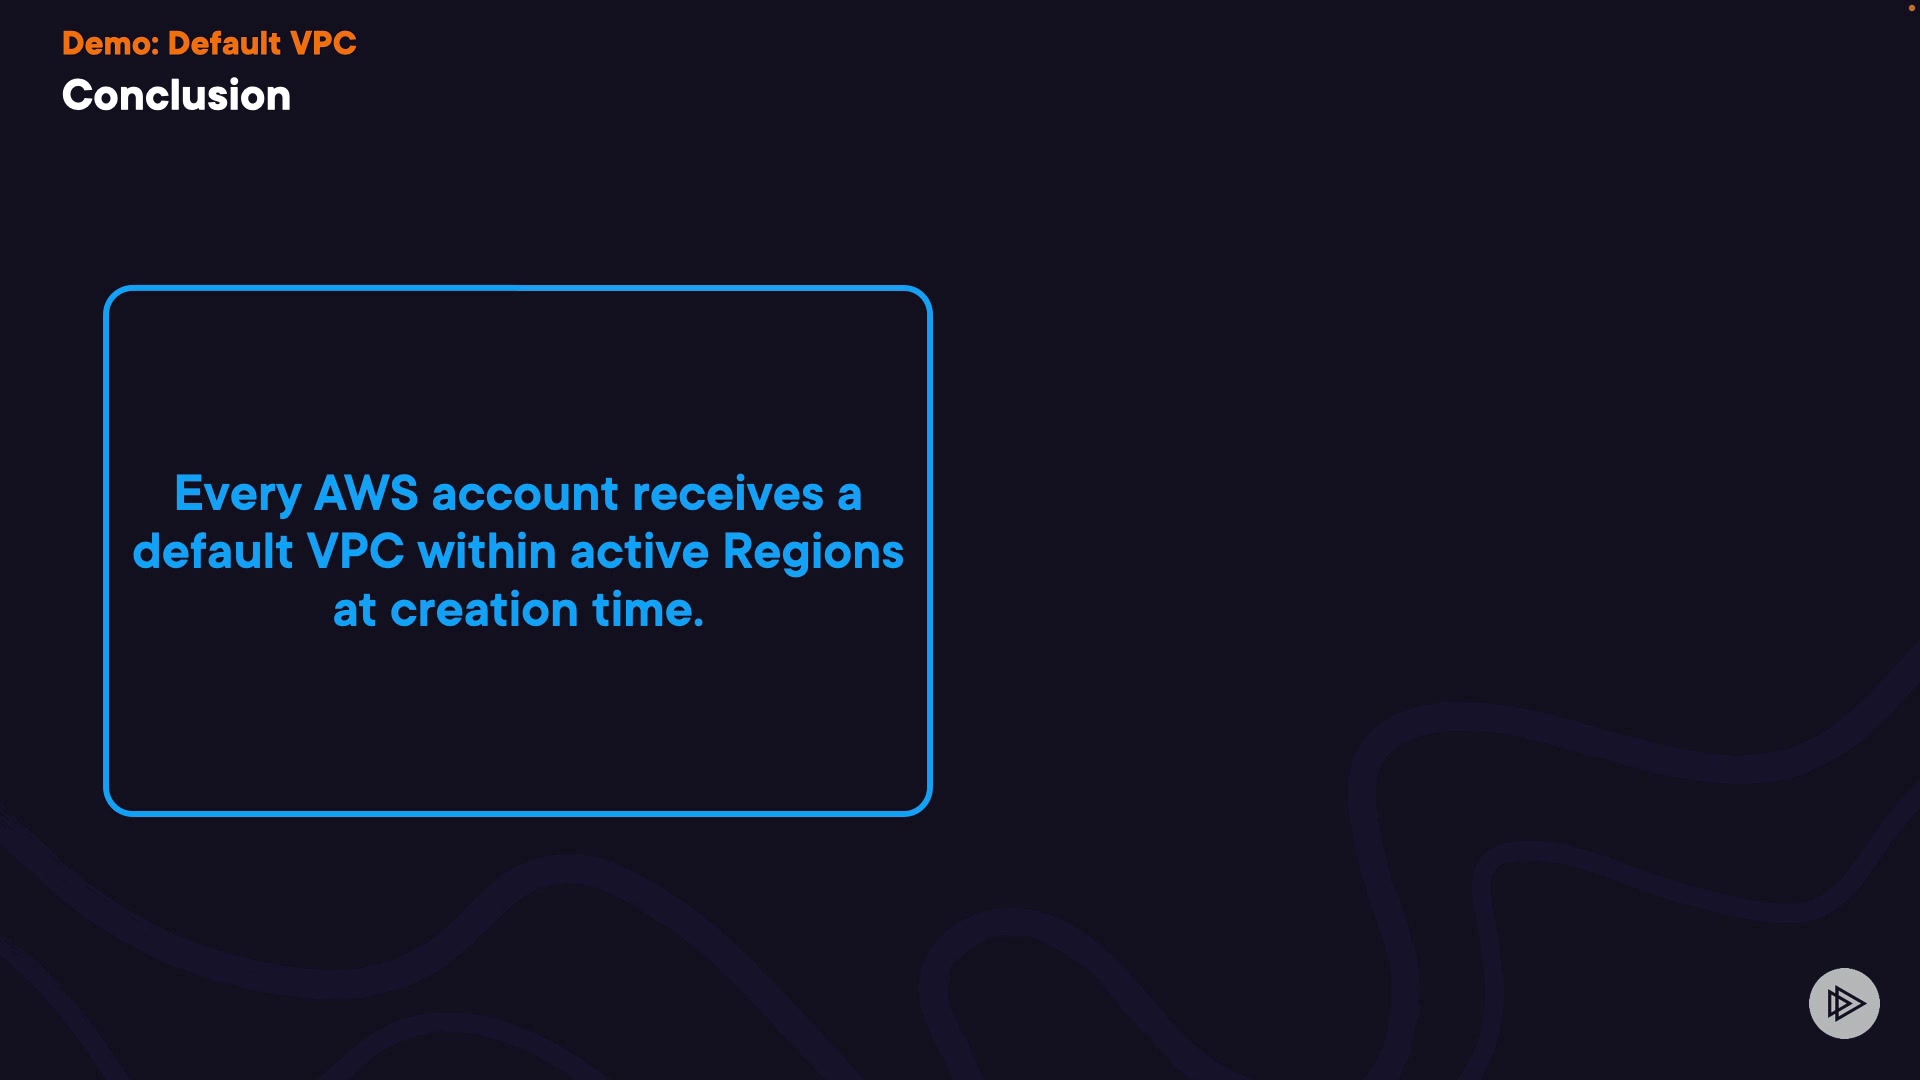 Demo: Default VPC
Conclusion
Every AWS account receives a
default VPC within active Regions
at creation time.